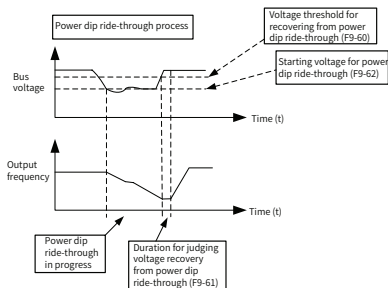 Power dip ride-through process
Voltage threshold for
recovering from power
dip ride-through (F9-60)
Bus
voltage
Starting voltage for power
dip ride-through (F9-62)
Time (t)
Output
frequency
Time (t)
Power dip
ride-through
in progress
Duration for judging
voltage recovery
from power dip
ride-through (F9-61)